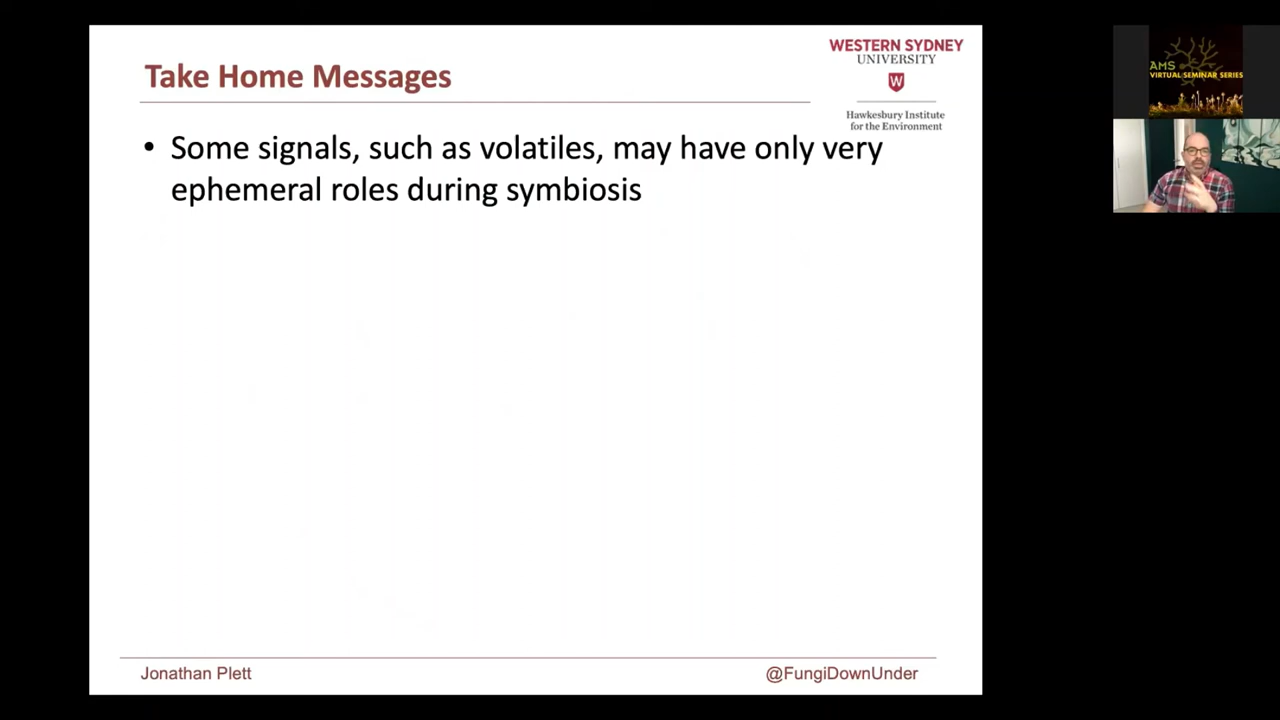 Take Home Messages
WESTERN SYDNEY
UNIVERSITY
W
Hawkesbury Institute
for the Environment
• Some signals, such as volatiles, may have only very
ephemeral roles during symbiosis
Jonathan Plett
@FungiDownUnder
AMS
VIRTUAL SEMINAR SERIES